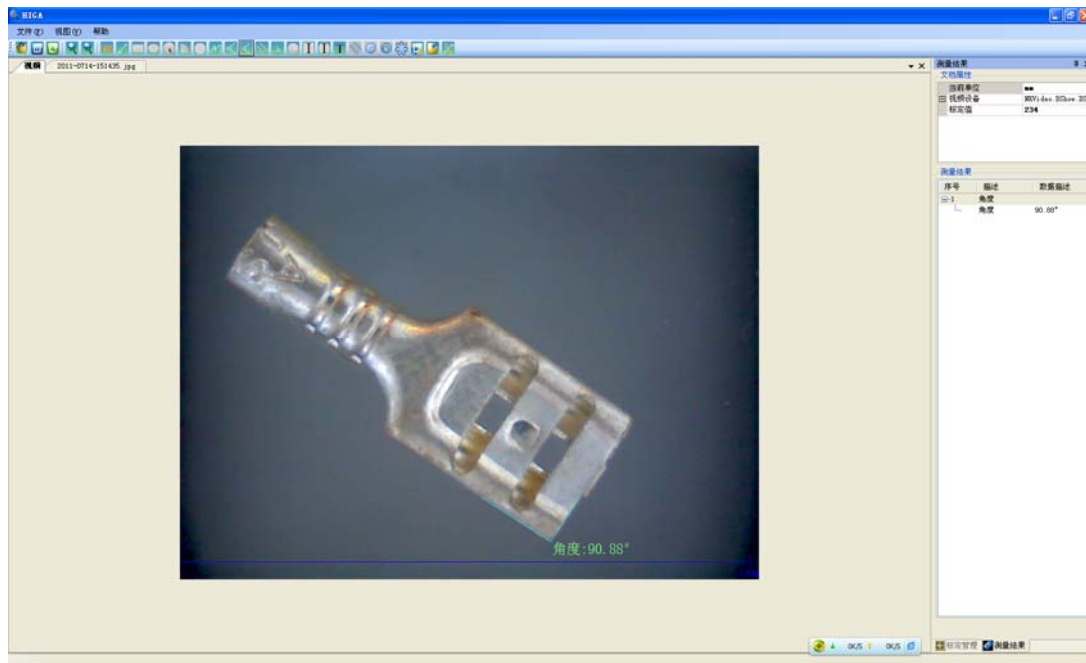 HIGA
文件(F) 视图(V) 帮助
视频 2011-0714-151435.jpg
测量结果
文档属性
当前单位 mm
视频设备
标定值 234
测量结果
序号 描述 数据描述
1 角度
角度 90.88°
角度:90.88°
0K/S 0K/S
标定管理 测量结果